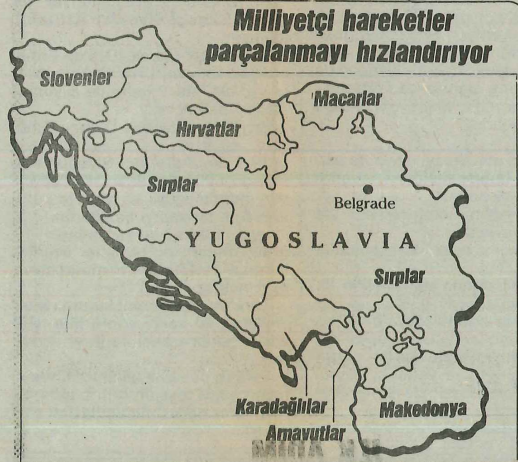 Milliyetçi hareketler
parçalanmayı hızlandırıyor
Slovenler
Macarlar
Hırvatlar
Sırplar
Belgrade
YUGOSLAVIA
Sırplar
Karadağlılar
Arnavutlar
Makedonya